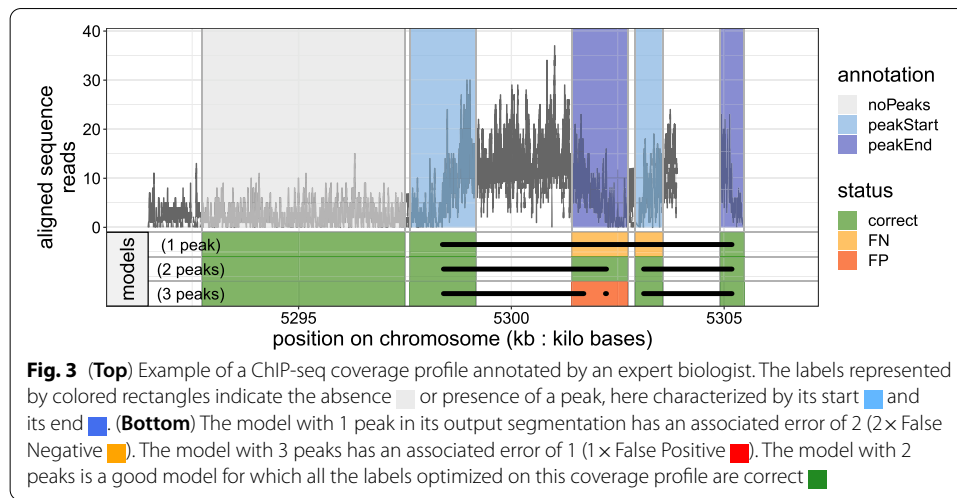 40
30
20
10
0
aligned sequence
reads
models
(1 peak)
(2 peaks)
(3 peaks)
5295
5300
5305
position on chromosome (kb : kilo bases)
annotation
noPeaks
peakStart
peakEnd
status
correct
FN
FP
Fig. 3 (Top) Example of a ChIP-seq coverage profile annotated by an expert biologist. The labels represented
by colored rectangles indicate the absence or presence of a peak, here characterized by its start and
its end . (Bottom) The model with 1 peak in its output segmentation has an associated error of 2 (2× False
Negative ). The model with 3 peaks has an associated error of 1 (1× False Positive ). The model with 2
peaks is a good model for which all the labels optimized on this coverage profile are correct